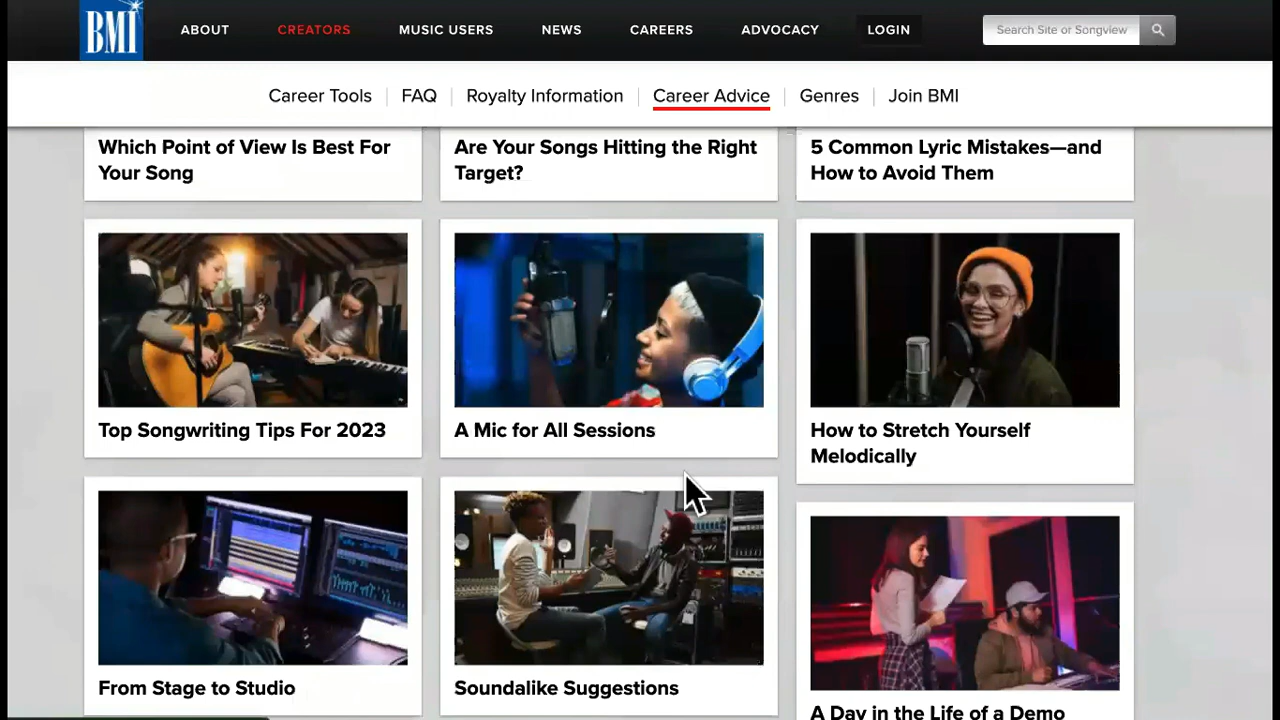 BMI
ABOUT
CREATORS
MUSIC USERS
NEWS
CAREERS
ADVOCACY
LOGIN
Search Site or Songview
Career Tools
FAQ
Royalty Information
Career Advice
Genres
Join BMI
Which Point of View Is Best For
Your Song
Are Your Songs Hitting the Right
Target?
5 Common Lyric Mistakes—and
How to Avoid Them
Top Songwriting Tips For 2023
A Mic for All Sessions
How to Stretch Yourself
Melodically
From Stage to Studio
Soundalike Suggestions
A Day in the Life of a Demo